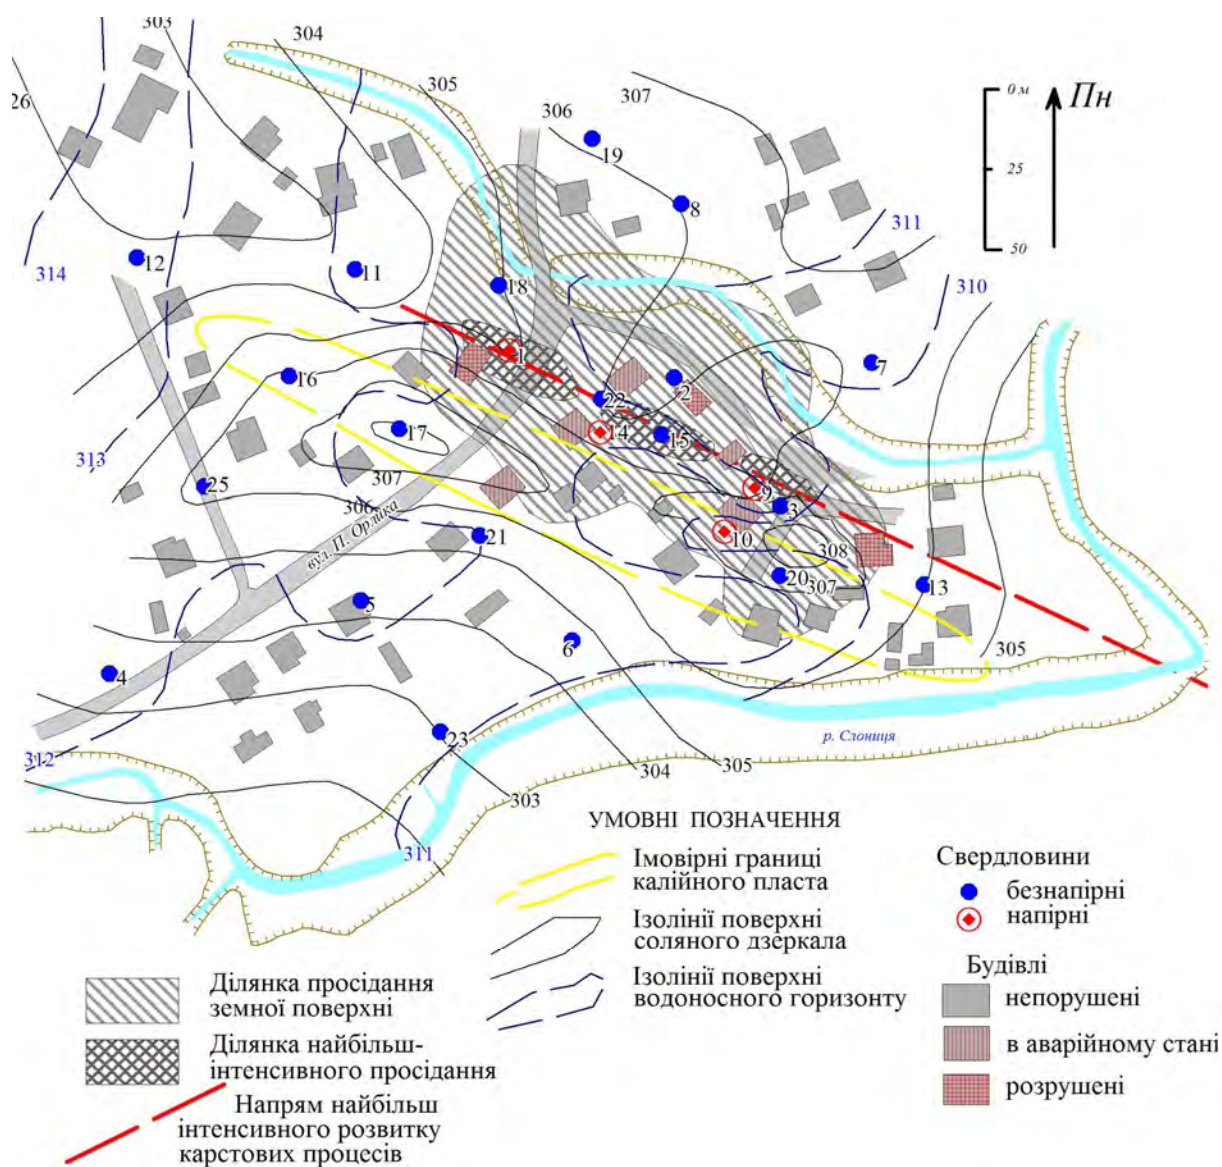 303
304
305
306
307
0 м
Пн
25
50
26
19
8
311
12
11
314
18
310
1
7
16
2
22
17
14
15
313
307
25
306
9
3
вул. П. Орлика
21
10
308
20
307
13
5
6
305
4
23
р. Слониця
312
304
305
303
311
УМОВНІ ПОЗНАЧЕННЯ
Імовірні границі
калійного пласта
Ізолінії поверхні
соляного дзеркала
Ізолінії поверхні
водоносного горизонту
Свердловини
безнапірні
напірні
Будівлі
непорушені
в аварійному стані
розрушені
Ділянка просідання
земної поверхні
Ділянка найбільш-
інтенсивного просідання
Напрям найбільш
інтенсивного розвитку
карстових процесів